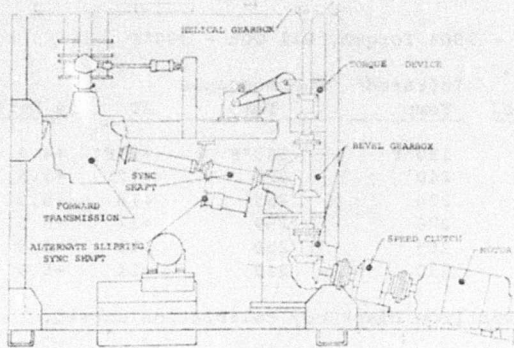 HELICAL GEARBOX
TORQUE DEVICE
BEVEL GEARBOX
SYNC
SHAFT
FORWARD
TRANSMISSION
ALTERNATE SLIPRING
SYNC SHAFT
SPEED CLUTCH
MOTOR